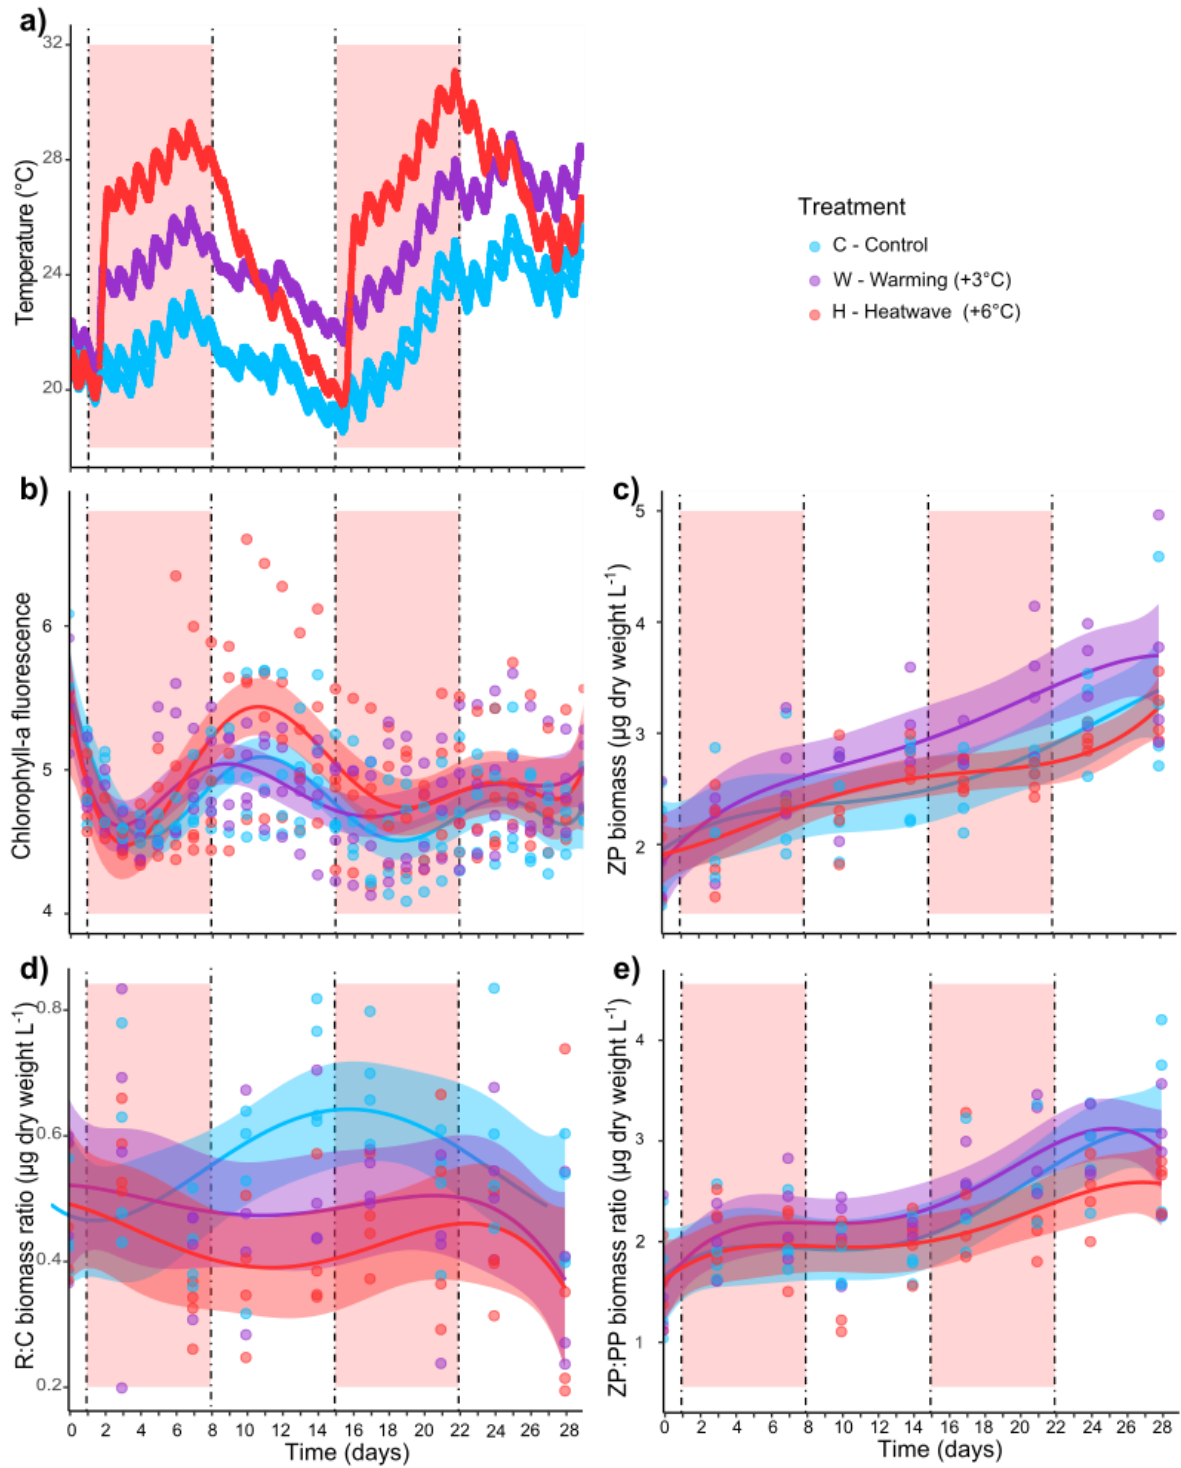 a)
Temperature (°C)
32
28
24
20
Treatment
C - Control
W - Warming (+3°C)
H - Heatwave (+6°C)
b)
Chlorophyll-a fluorescence
6
5
4
c)
ZP biomass (µg dry weight L⁻¹)
5
4
3
2
d)
R:C biomass ratio (µg dry weight L⁻¹)
0.8
0.6
0.4
0.2
0 2 4 6 8 10 12 14 16 18 20 22 24 26 28
Time (days)
e)
ZP:PP biomass ratio (µg dry weight L⁻¹)
4
3
2
1
0 2 4 6 8 10 12 14 16 18 20 22 24 26 28
Time (days)